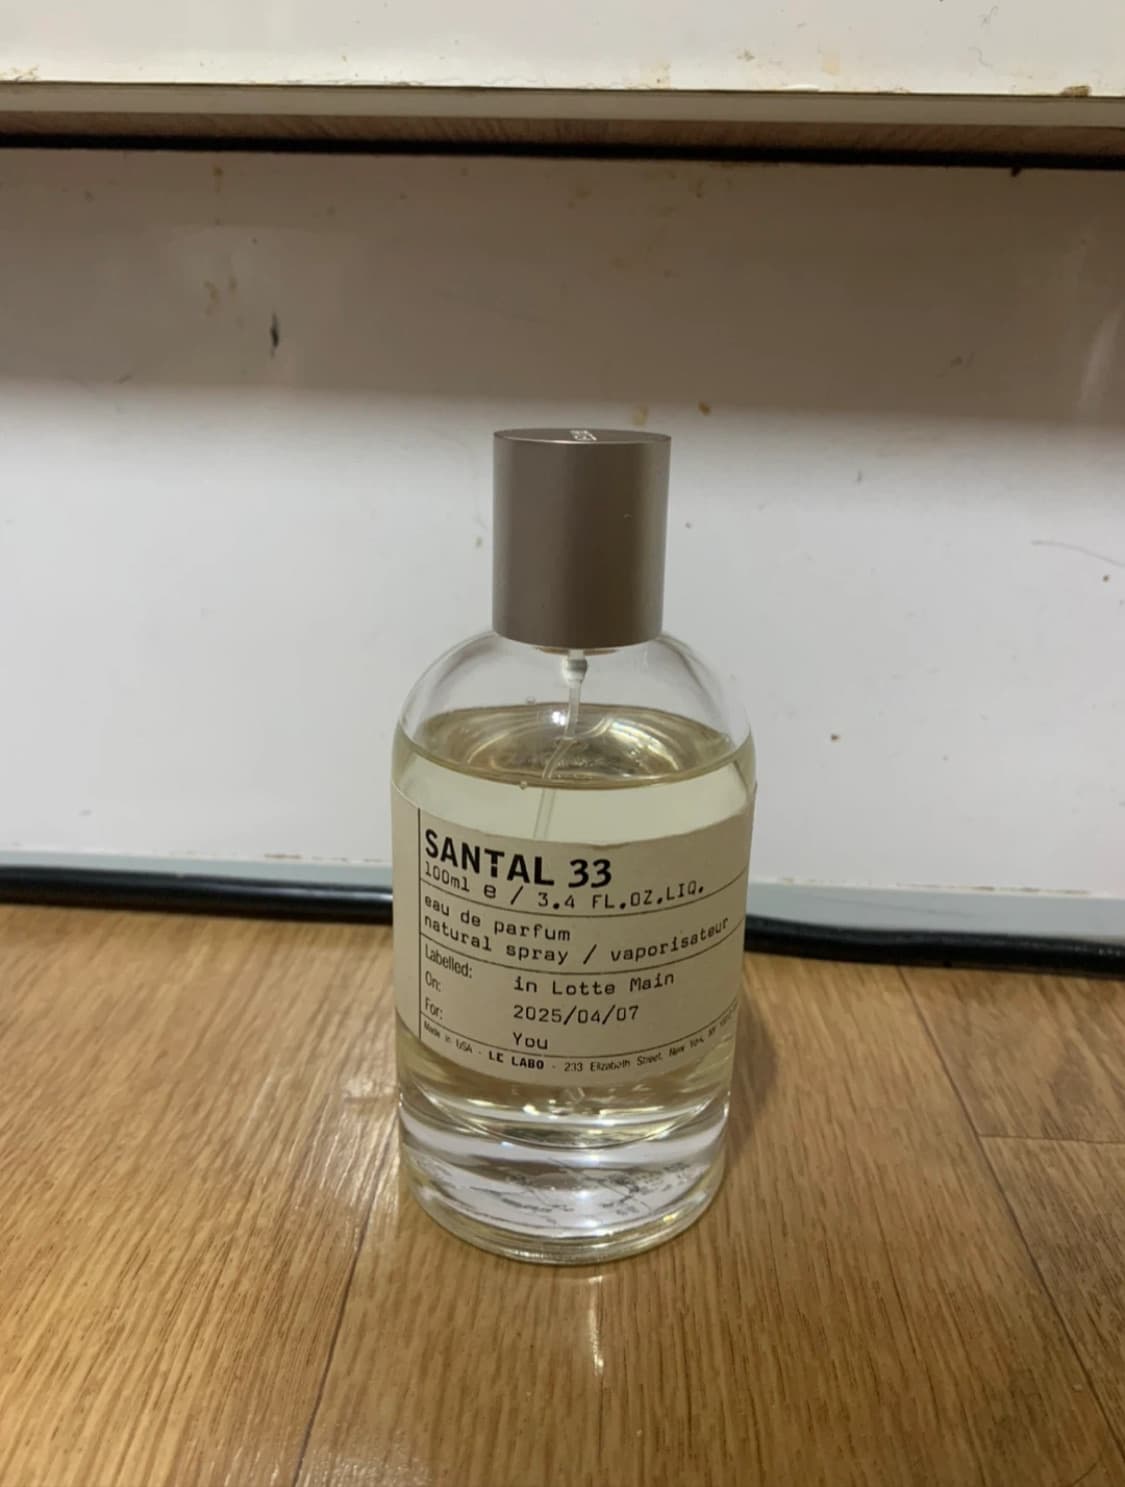 SANTAL 33
100ml e / 3.4 FL.OZ.LIQ.
eau de parfum
natural spray / vaporisateur
Labelled: in Lotte Main
On: 2025/04/07
For: You
Made in USA - LE LABO - 233 Elizabeth Street, New York, NY